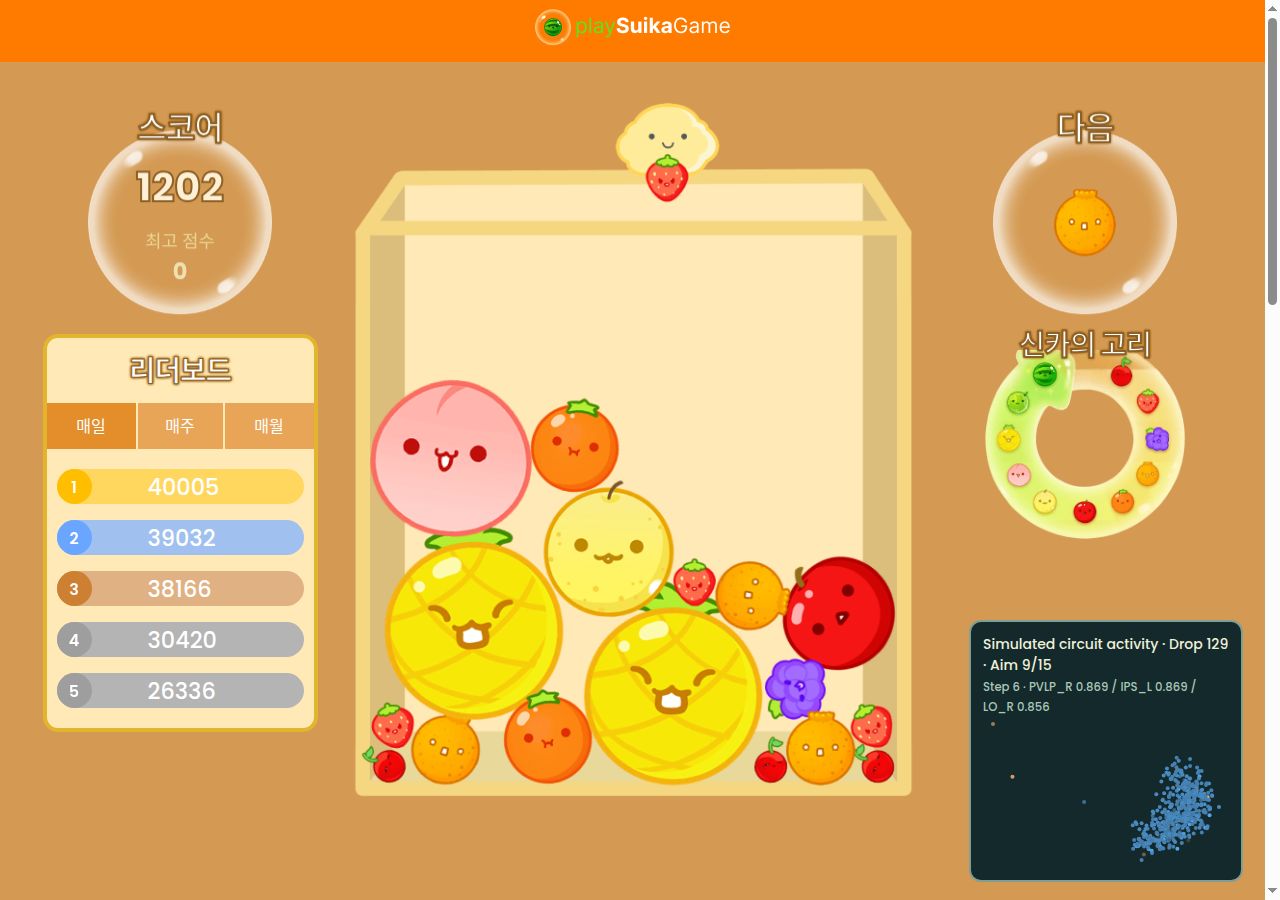 playSuikaGame
스코어
1202
최고 점수
0
리더보드
매일 매주 매월
1 40005
2 39032
3 38166
4 30420
5 26336
다음
신카의 고리
Simulated circuit activity · Drop 129
· Aim 9/15
Step 6 · PVLP_R 0.869 / IPS_L 0.869 /
LO_R 0.856